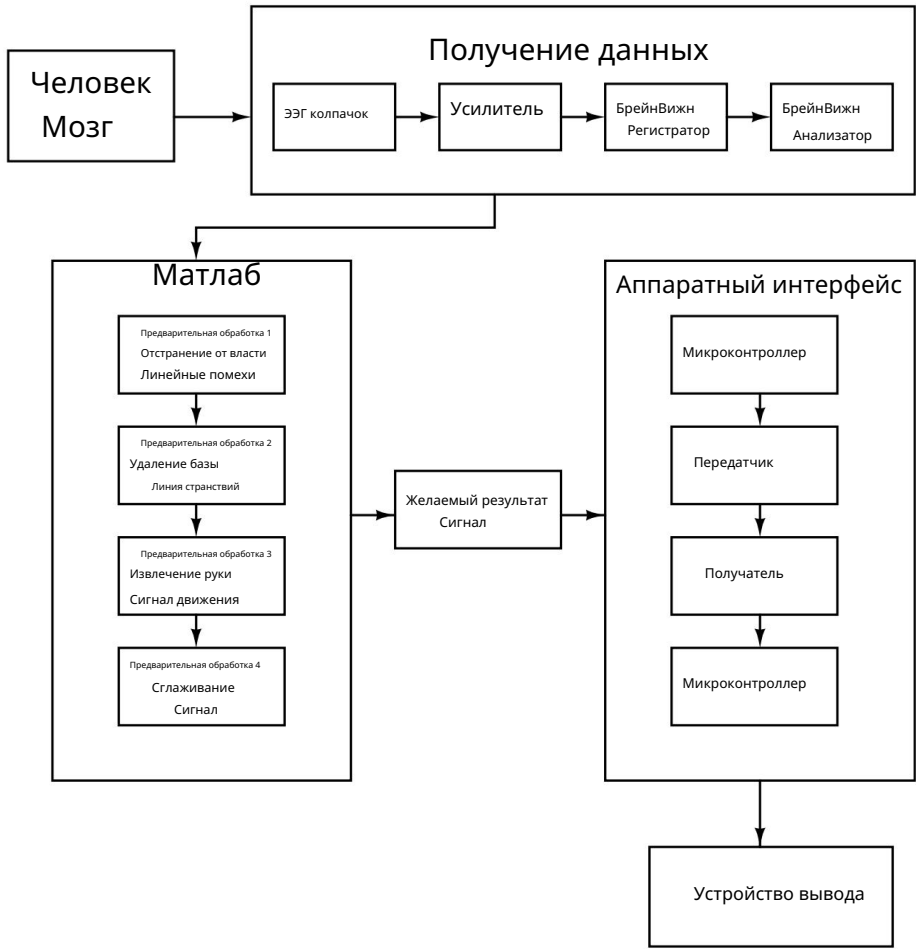 Получение данных
Человек
Мозг
ЭЭГ колпачок
Усилитель
БрейнВижн
Регистратор
БрейнВижн
Анализатор
Матлаб
Предварительная обработка 1
Отстранение от власти
Линейные помехи
Предварительная обработка 2
Удаление базы
Линия странствий
Предварительная обработка 3
Извлечение руки
Сигнал движения
Предварительная обработка 4
Сглаживание
Сигнал
Желаемый результат
Сигнал
Аппаратный интерфейс
Микроконтроллер
Передатчик
Получатель
Микроконтроллер
Устройство вывода